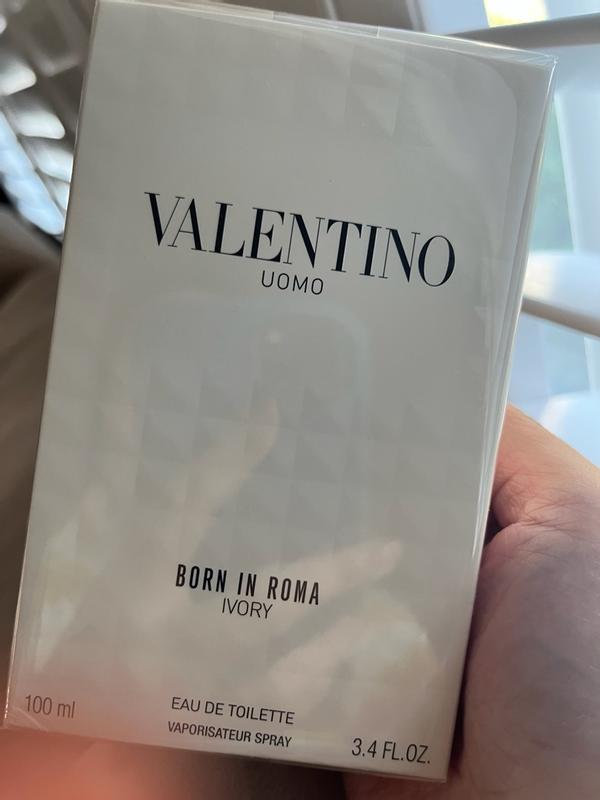 VALENTINO
UOMO
BORN IN ROMA
IVORY
100 ml
EAU DE TOILETTE
VAPORISATEUR SPRAY
3.4 FL.OZ.